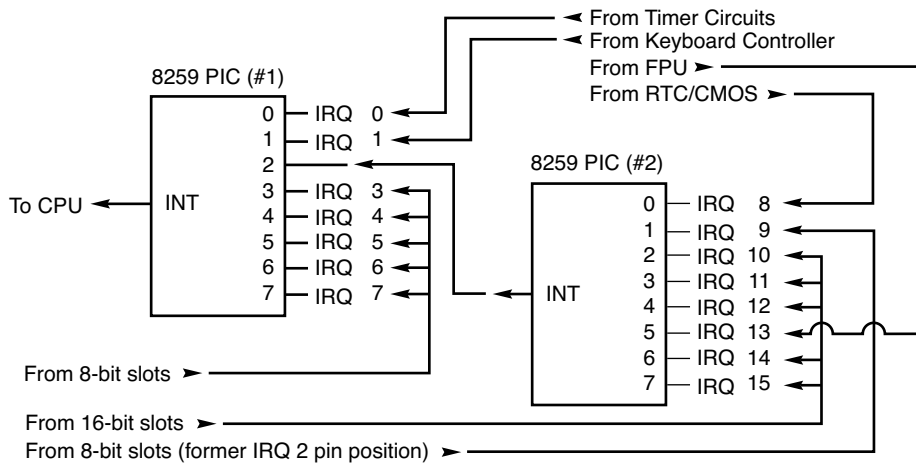 From Timer Circuits
From Keyboard Controller
From FPU
From RTC/CMOS
8259 PIC (#1)
0 IRQ 0
1 IRQ 1
2
3 IRQ 3
4 IRQ 4
5 IRQ 5
6 IRQ 6
7 IRQ 7
To CPU
INT
8259 PIC (#2)
0 IRQ 8
1 IRQ 9
2 IRQ 10
3 IRQ 11
4 IRQ 12
5 IRQ 13
6 IRQ 14
7 IRQ 15
INT
From 8-bit slots
From 16-bit slots
From 8-bit slots (former IRQ 2 pin position)